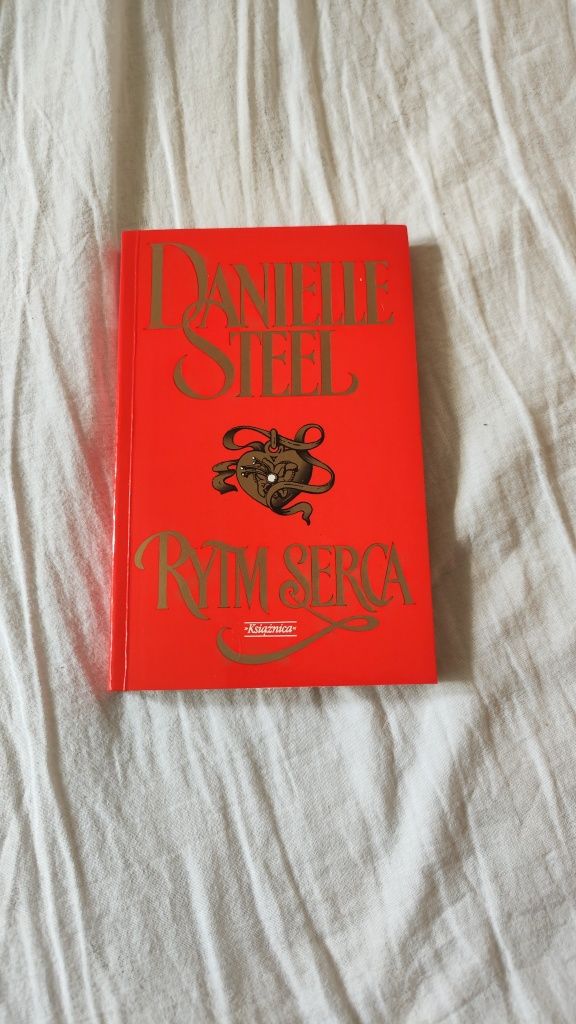 DANIELLE
STEEL
RYTM SERCA
"Książnica"